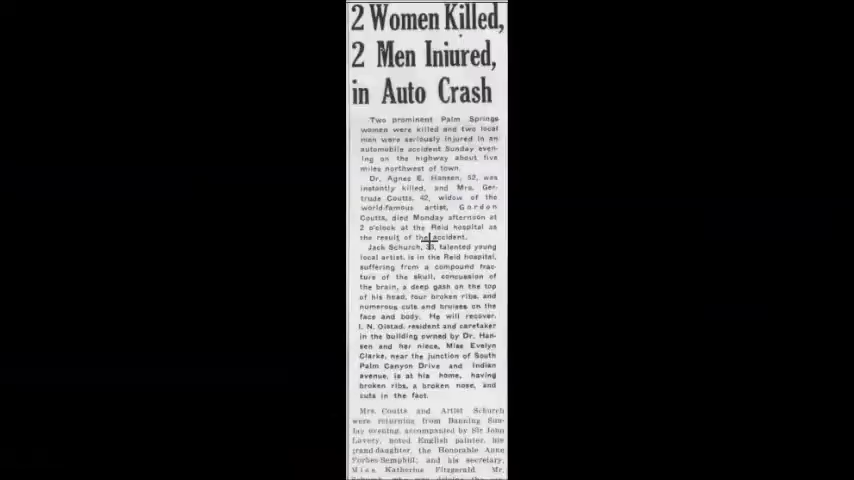 2 Women Killed,
2 Men Injured,
in Auto Crash
Two prominent Palm Springs
women were killed and two local
men were seriously injured in an
automobile accident Sunday even-
ing on the highway about five
miles northwest of town.
Dr. Agnes E. Hansen, 52, was
instantly killed, and Mrs. Ger-
trude Coutts, 42, widow of the
world-famous artist, Gordon
Coutts, died Monday afternoon at
2 o'clock at the Reid hospital as
the result of the accident.
Jack Schurch, talented young
local artist, is in the Reid hospital,
suffering from a compound frac-
ture of the skull, concussion of
the brain, a deep gash on the top
of his head, four broken ribs, and
numerous cuts and bruises on the
face and body. He will recover.
I. N. Olstad, resident and caretaker
in the building owned by Dr. Han-
sen and her niece, Miss Evelyn
Clarke, near the junction of South
Palm Canyon Drive and Indian
avenue, is at his home, having
broken ribs, a broken nose, and
cuts in the fact.
Mrs. Coutts and Artist Schurch
were returning from Banning Sun-
day evening, accompanied by Sir John
Lavery, noted English painter, his
grand-daughter, the Honorable Anne
Forbes-Semphill; and his secretary,
Miss Katherine Fitzgerald. Mr.